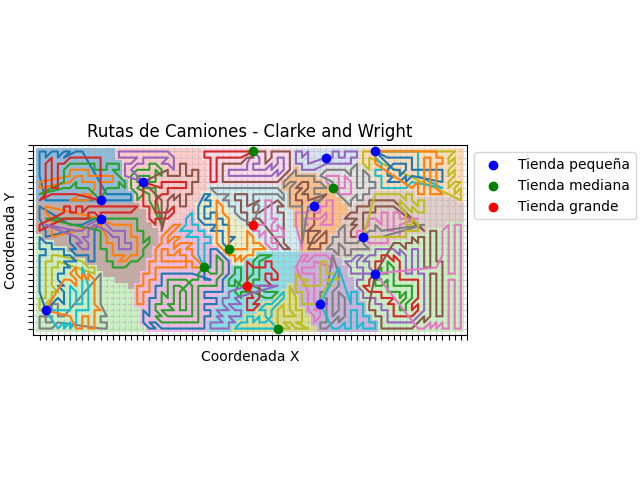 Rutas de Camiones - Clarke and Wright
Tienda pequeña
Tienda mediana
Tienda grande
Coordenada Y
Coordenada X